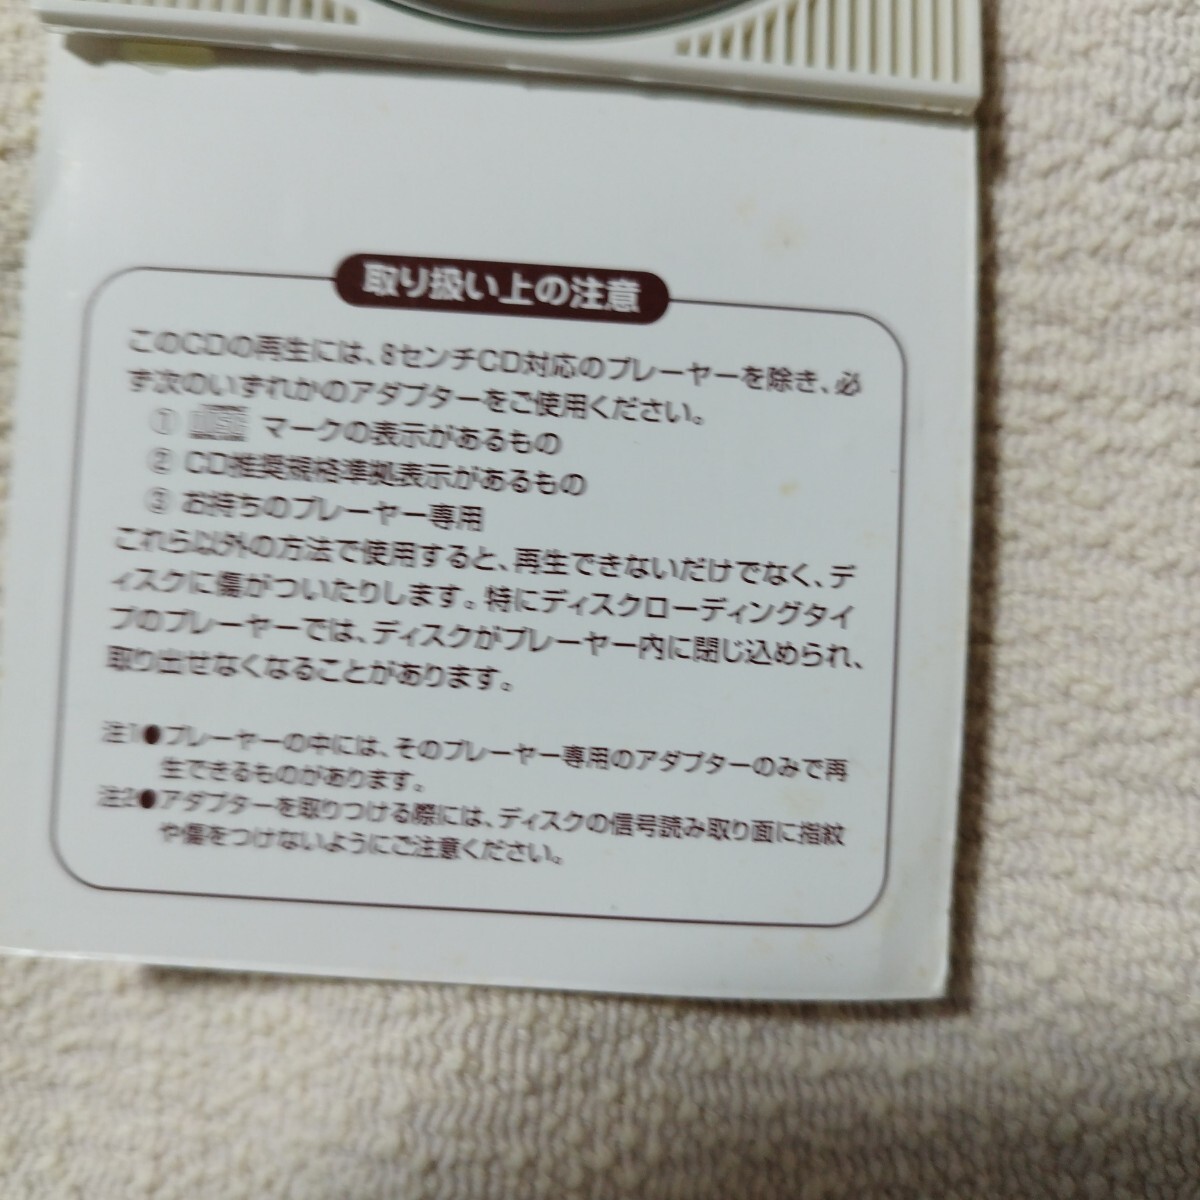 取り扱い上の注意
このCDの再生には、8センチCD対応のプレーヤーを除き、必
ず次のいずれかのアダプターをご使用ください。
① マークの表示があるもの
② CD推奨規格準拠表示があるもの
③ お持ちのプレーヤー専用
これら以外の方法で使用すると、再生できないだけでなく、デ
ィスクに傷がついたりします。特にディスクローディングタイ
プのプレーヤーでは、ディスクがプレーヤー内に閉じ込められ、
取り出せなくなることがあります。
注1●プレーヤーの中には、そのプレーヤー専用のアダプターのみで再
生できるものがあります。
注2●アダプターを取りつける際には、ディスクの信号読み取り面に指紋
や傷をつけないようにご注意ください。